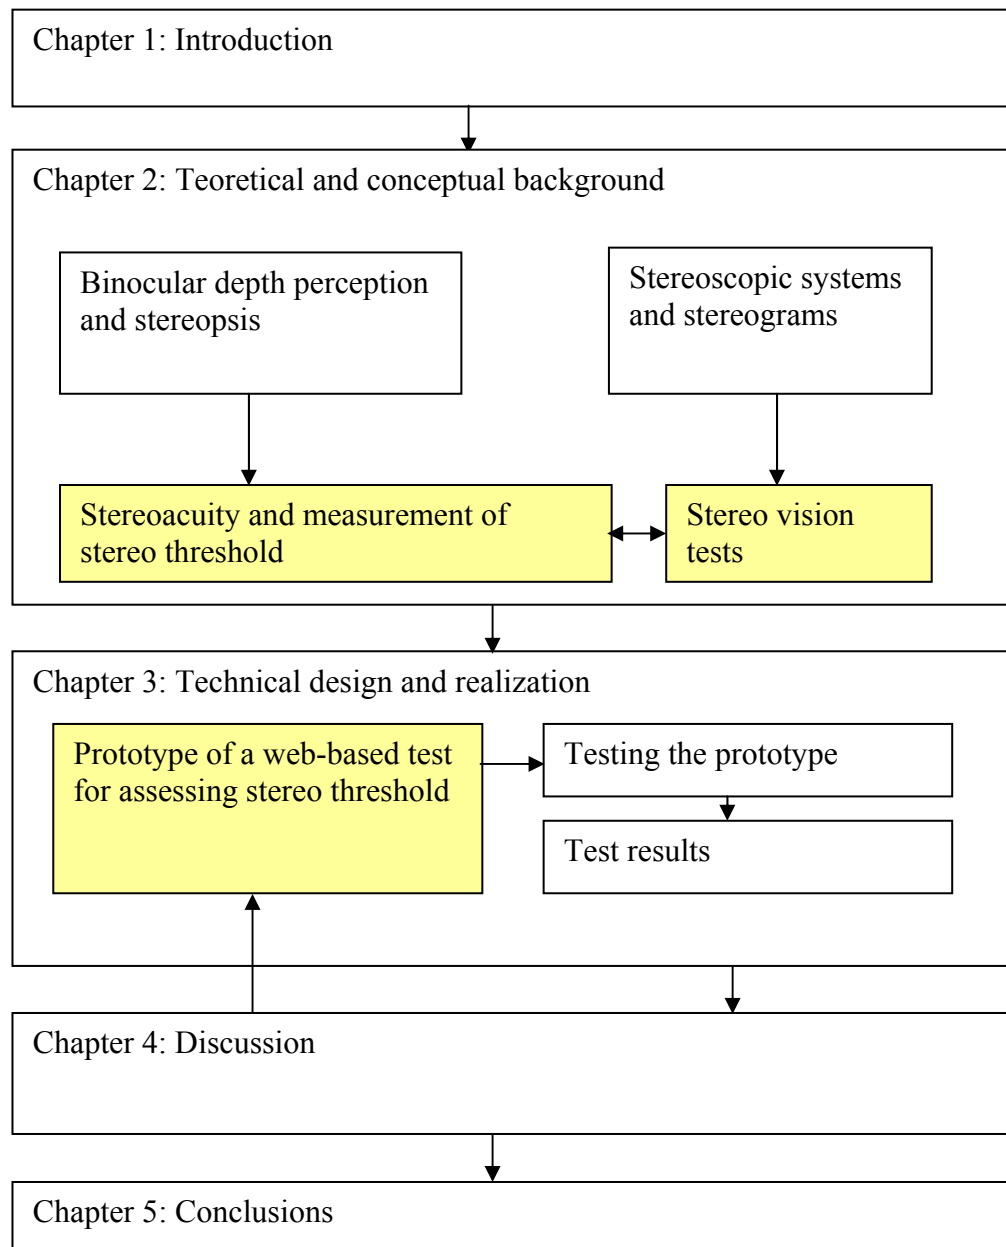 Chapter 1: Introduction
Chapter 2: Teoretical and conceptual background
Binocular depth perception
and stereopsis
Stereoscopic systems
and stereograms
Stereoacuity and measurement of
stereo threshold
Stereo vision
tests
Chapter 3: Technical design and realization
Prototype of a web-based test
for assessing stereo threshold
Testing the prototype
Test results
Chapter 4: Discussion
Chapter 5: Conclusions